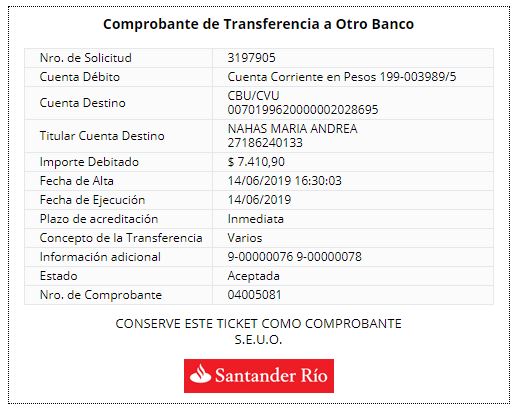 Comprobante de Transferencia a Otro Banco
Nro. de Solicitud 3197905
Cuenta Débito Cuenta Corriente en Pesos 199-003989/5
Cuenta Destino CBU/CVU
0070199620000002028695
Titular Cuenta Destino NAHAS MARIA ANDREA
27186240133
Importe Debitado $ 7.410,90
Fecha de Alta 14/06/2019 16:30:03
Fecha de Ejecución 14/06/2019
Plazo de acreditación Inmediata
Concepto de la Transferencia Varios
Información adicional 9-00000076 9-00000078
Estado Aceptada
Nro. de Comprobante 04005081
CONSERVE ESTE TICKET COMO COMPROBANTE
S.E.U.O.
Santander Río